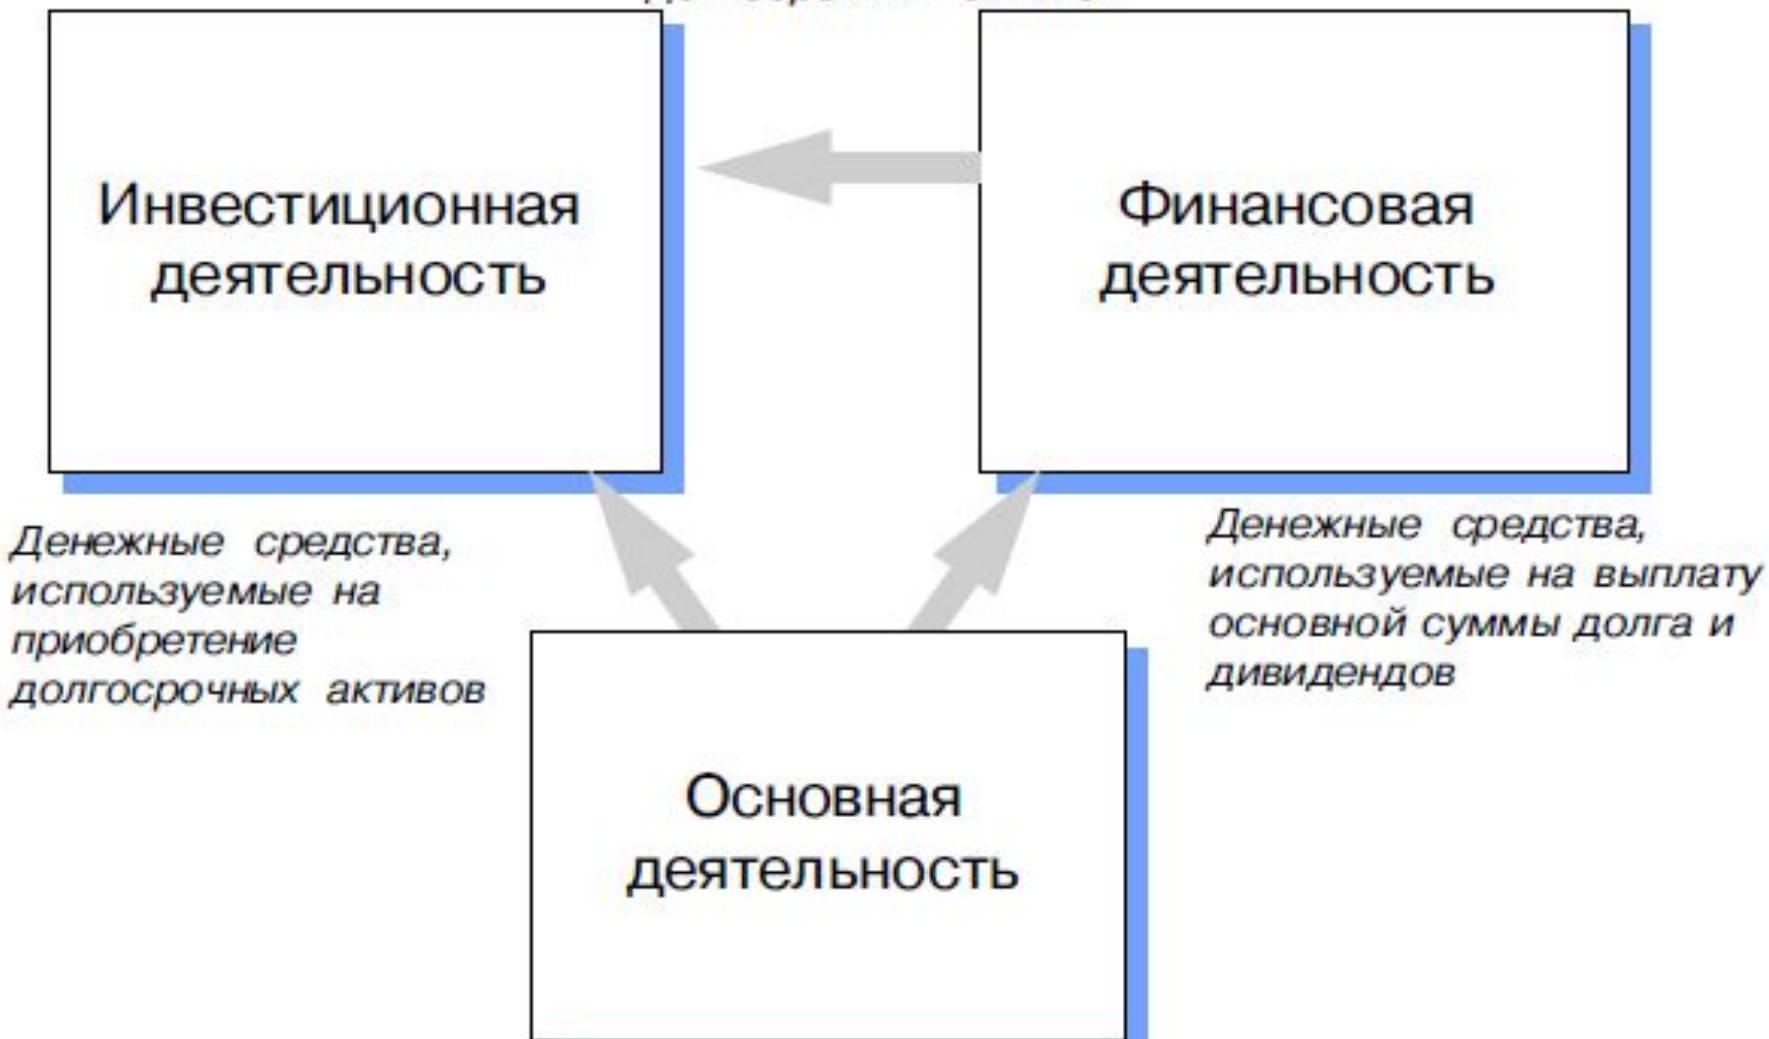 Инвестиционная
деятельность
Финансовая
деятельность
Денежные средства,
используемые на
приобретение
долгосрочных активов
Денежные средства,
используемые на выплату
основной суммы долга и
дивидендов
Основная
деятельность